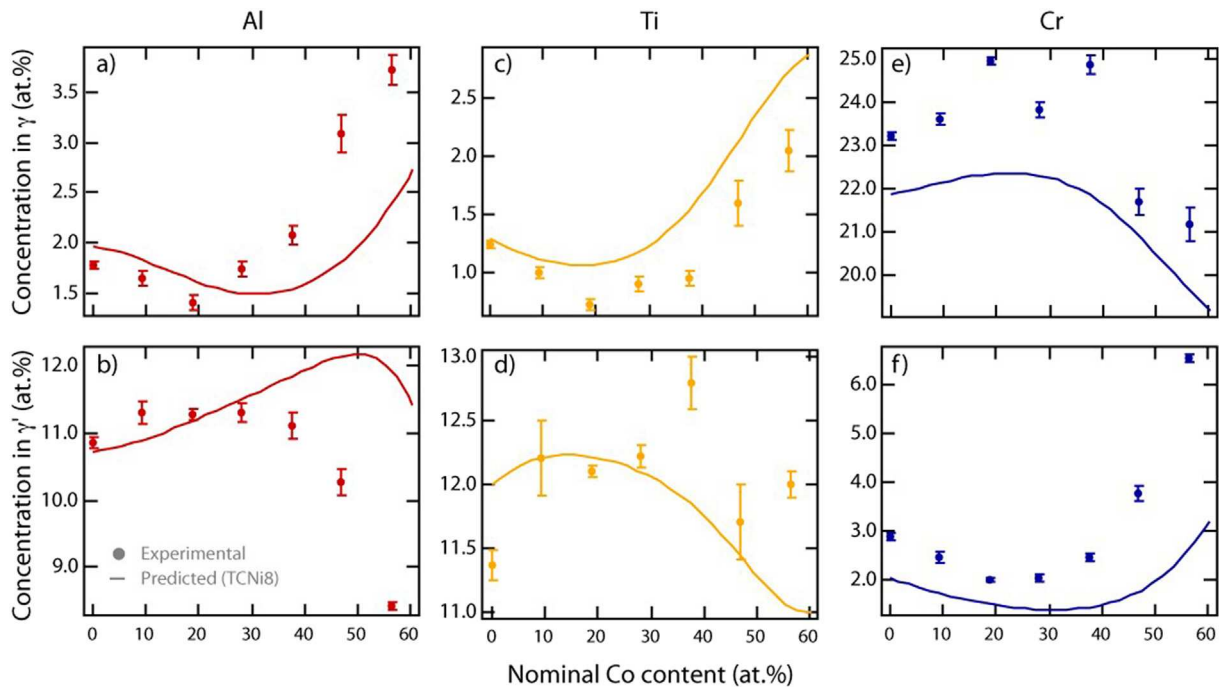 Al Ti Cr
Concentration in γ (at.%)
a)
3.5
3.0
2.5
2.0
1.5
c)
2.5
2.0
1.5
1.0
e)
25.0
24.0
23.0
22.0
21.0
20.0
Concentration in γ' (at.%)
b)
12.0
11.0
10.0
9.0
Experimental
Predicted (TCNi8)
0 10 20 30 40 50 60
d)
13.0
12.5
12.0
11.5
11.0
0 10 20 30 40 50 60
f)
6.0
5.0
4.0
3.0
2.0
0 10 20 30 40 50 60
Nominal Co content (at.%)